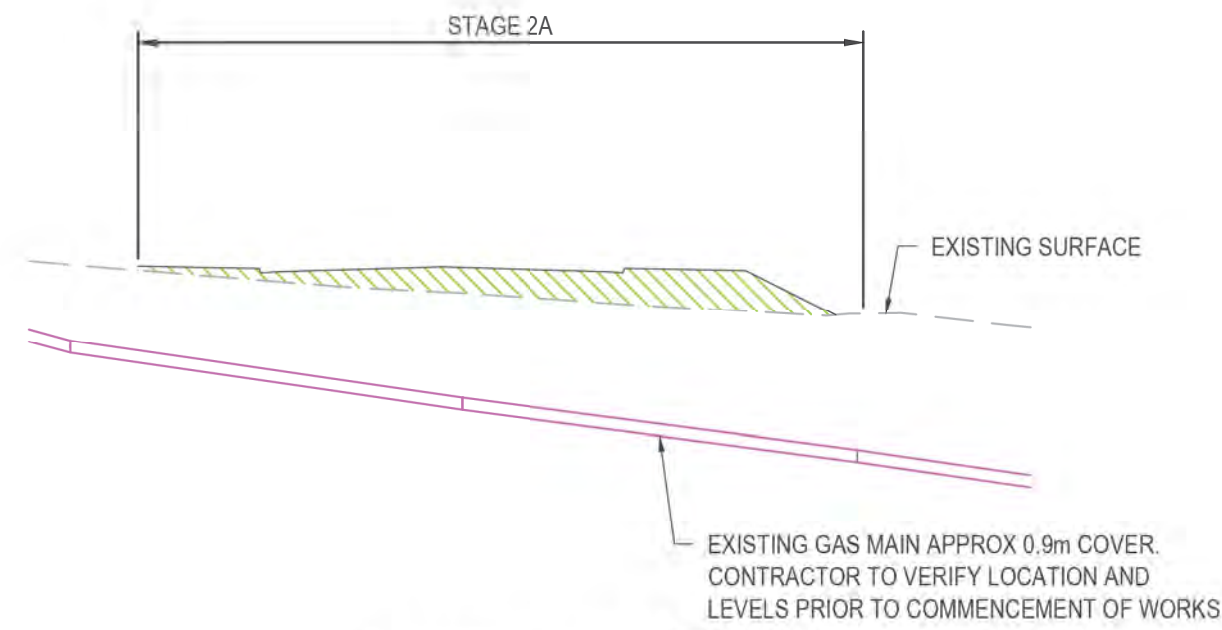 STAGE 2A
EXISTING SURFACE
EXISTING GAS MAIN APPROX 0.9m COVER.
CONTRACTOR TO VERIFY LOCATION AND
LEVELS PRIOR TO COMMENCEMENT OF WORKS